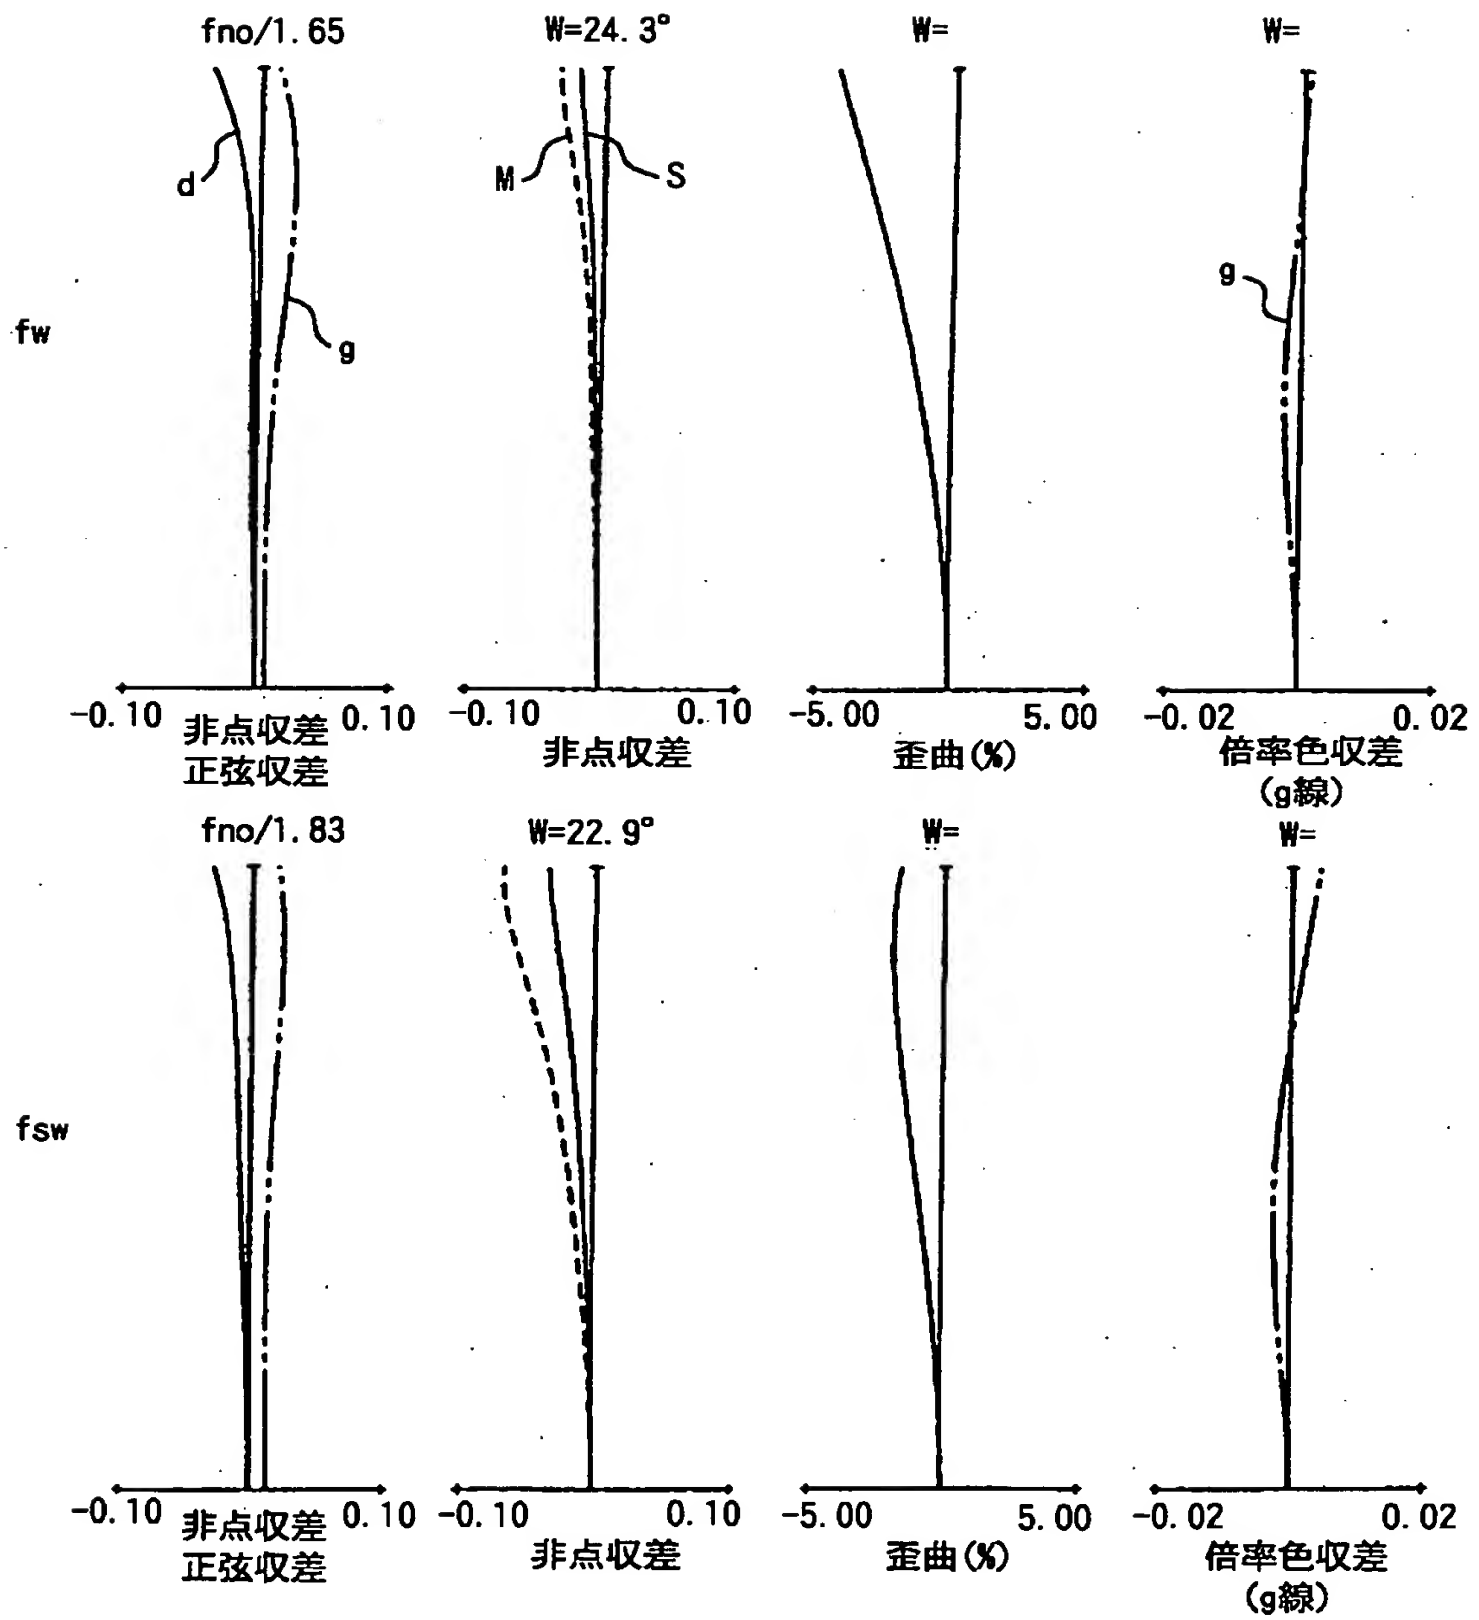 fno/1.65
W=24.3°
W=
W=
d
M
S
g
g
fw
-0.10
0.10
非点収差
正弦収差
-0.10
0.10
非点収差
-5.00
5.00
歪曲(%)
-0.02
0.02
倍率色収差
(g線)
fno/1.83
W=22.9°
W=
W=
fsw
-0.10
0.10
非点収差
正弦収差
-0.10
0.10
非点収差
-5.00
5.00
歪曲(%)
-0.02
0.02
倍率色収差
(g線)